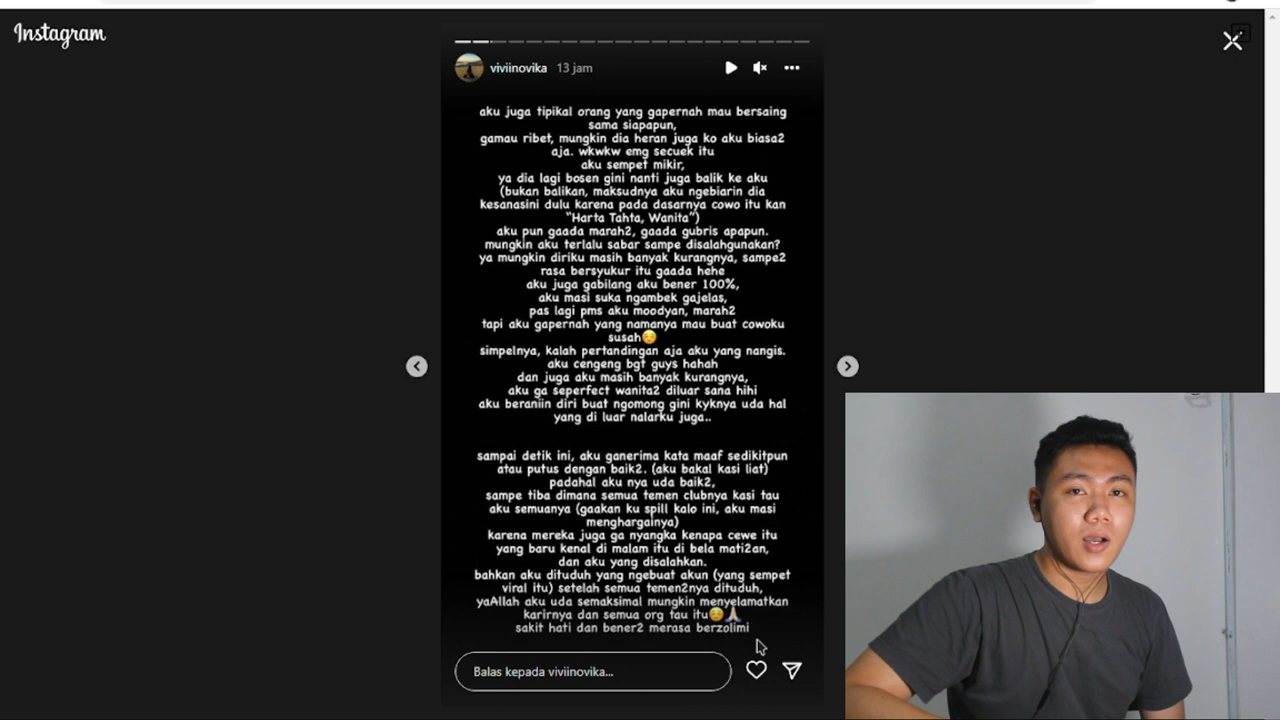 Instagram
viviinovika 13 jam
aku juga tipikal orang yang gapernah mau bersaing
sama siapapun,
gamau ribet, mungkin dia heran juga ko aku biasa2
aja. wkwkw emg secuek itu
aku sempet mikir,
ya dia lagi bosen gini nanti juga balik ke aku
(bukan balikan, maksudnya aku ngebiarin dia
kesanasini dulu karena pada dasarnya cowo itu kan
"Harta Tahta, Wanita")
aku pun gaada marah2, gaada gubris apapun.
mungkin aku terlalu sabar sampe disalahgunakan?
ya mungkin diriku masih banyak kurangnya, sampe2
rasa bersyukur itu gaada hehe
aku juga gabilang aku bener 100%,
aku masi suka ngambek gajelas,
pas lagi pms aku moodyan, marah2
tapi aku gapernah yang namanya mau buat cowoku
susah☹️
simpelnya, kalah pertandingan aja aku yang nangis.
aku cengeng bgt guys hahah
dan juga aku masih banyak kurangnya,
aku ga seperfect wanita2 diluar sana hihi
aku beraniin diri buat ngomong gini kyknya uda hal
yang di luar nalarku juga..
sampai detik ini, aku ganerima kata maaf sedikitpun
atau putus dengan baik2. (aku bakal kasi liat)
padahal aku nya uda baik2,
sampe tiba dimana semua temen clubnya kasi tau
aku semuanya (gaakan ku spill kalo ini, aku masi
menghargainya)
karena mereka juga ga nyangka kenapa cewe itu
yang baru kenal di malam itu di bela mati2an,
dan aku yang disalahkan.
bahkan aku dituduh yang ngebuat akun (yang sempet
viral itu) setelah semua temen2nya dituduh,
yaAllah aku uda semaksimal mungkin menyelamatkan
karirnya dan semua org tau itu☹️🙏🏻
sakit hati dan bener2 merasa berzolimi
Balas kepada viviinovika...